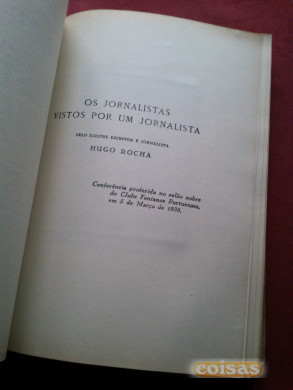 OS JORNALISTAS
VISTOS POR UM JORNALISTA
PELO ILUSTRE ESCRITOR E JORNALISTA
HUGO ROCHA
Conferência proferida no salão nobre
do Clube Fenianos Portuenses,
em 5 de Março de 1938.
coisas